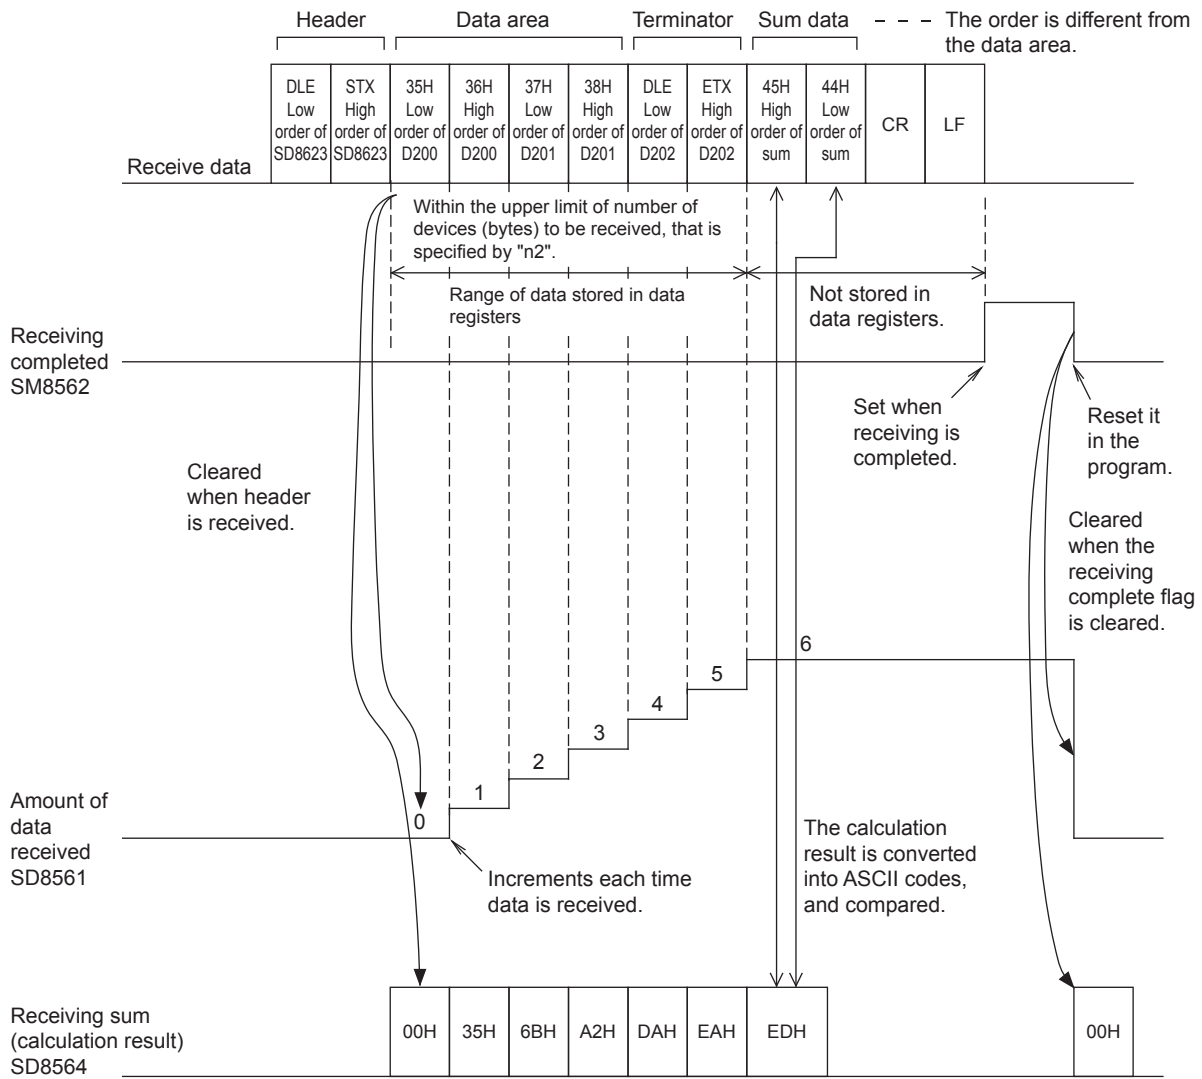 Header
Data area
Terminator
Sum data
The order is different from
the data area.
Receive data
DLE
Low
order of
SD8623
STX
High
order of
SD8623
35H
Low
order of
D200
36H
High
order of
D200
37H
Low
order of
D201
38H
High
order of
D201
DLE
Low
order of
D202
ETX
High
order of
D202
45H
High
order of
sum
44H
Low
order of
sum
CR
LF
Within the upper limit of number of
devices (bytes) to be received, that is
specified by "n2".
Range of data stored in data
registers
Not stored in
data registers.
Receiving
completed
SM8562
Set when
receiving is
completed.
Reset it
in the
program.
Cleared
when header
is received.
Cleared
when the
receiving
complete flag
is cleared.
Amount of
data
received
SD8561
0
1
2
3
4
5
6
Increments each time
data is received.
The calculation
result is converted
into ASCII codes,
and compared.
Receiving sum
(calculation result)
SD8564
00H
35H
6BH
A2H
DAH
EAH
EDH
00H